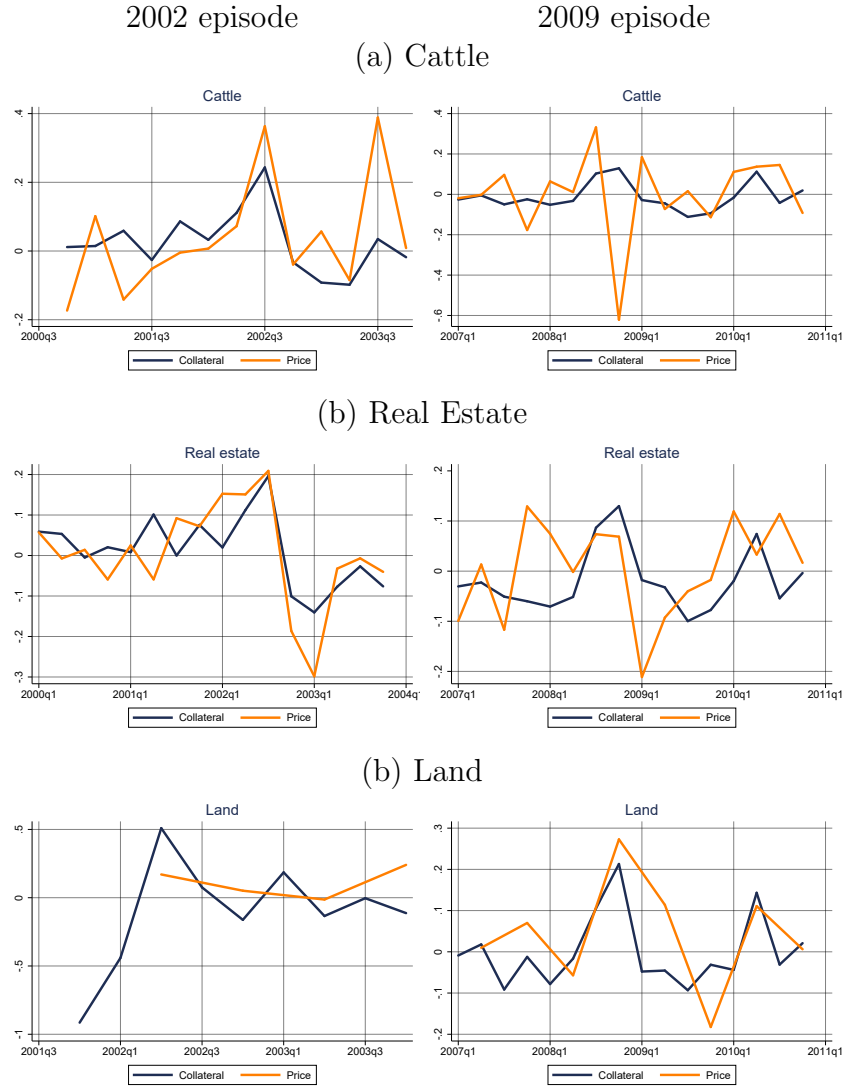 2002 episode 2009 episode
(a) Cattle
Cattle Cattle
.4
.2
0
-.2
2000q3 2001q3 2002q3 2003q3
Collateral Price
.4
.2
0
-.2
-.4
-.6
2007q1 2008q1 2009q1 2010q1 2011q1
Collateral Price
(b) Real Estate
Real estate Real estate
.2
.1
0
-.1
-.2
-.3
2000q1 2001q1 2002q1 2003q1 2004q
Collateral Price
.2
.1
0
-.1
-.2
2007q1 2008q1 2009q1 2010q1 2011q1
Collateral Price
(b) Land
Land Land
.5
0
-.5
-1
2001q3 2002q1 2002q3 2003q1 2003q3
Collateral Price
.3
.2
.1
0
-.1
-.2
2007q1 2008q1 2009q1 2010q1 2011q1
Collateral Price